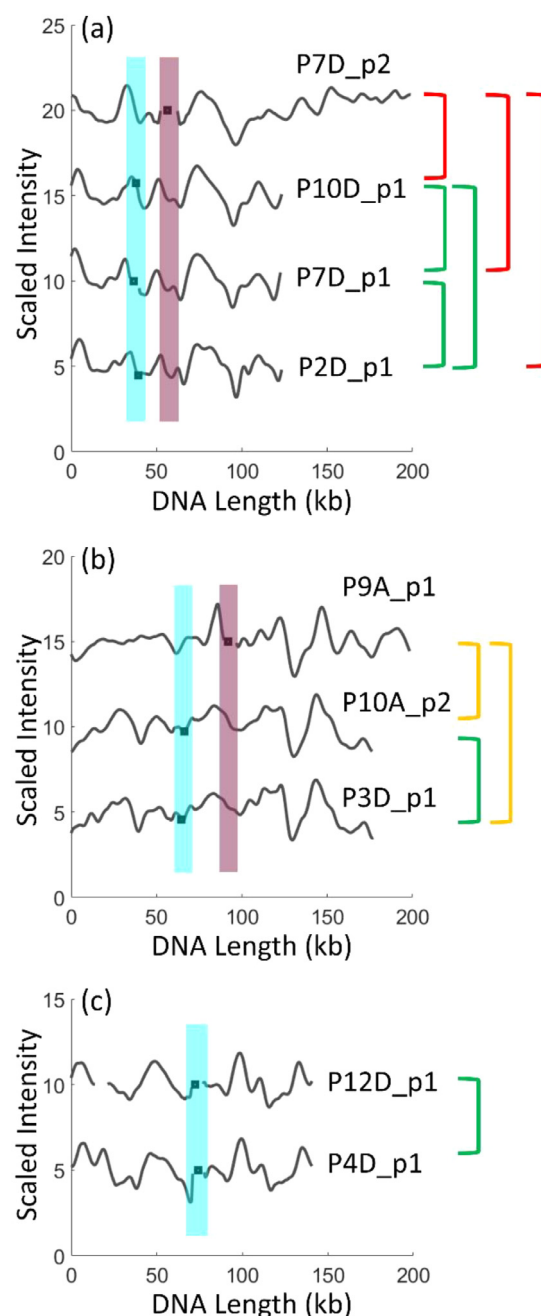 (a)
25
20
15
10
5
0
Scaled Intensity
P7D_p2
P10D_p1
P7D_p1
P2D_p1
0 50 100 150 200
DNA Length (kb)
(b)
20
15
10
5
0
Scaled Intensity
P9A_p1
P10A_p2
P3D_p1
0 50 100 150 200
DNA Length (kb)
(c)
15
10
5
0
Scaled Intensity
P12D_p1
P4D_p1
0 50 100 150 200
DNA Length (kb)